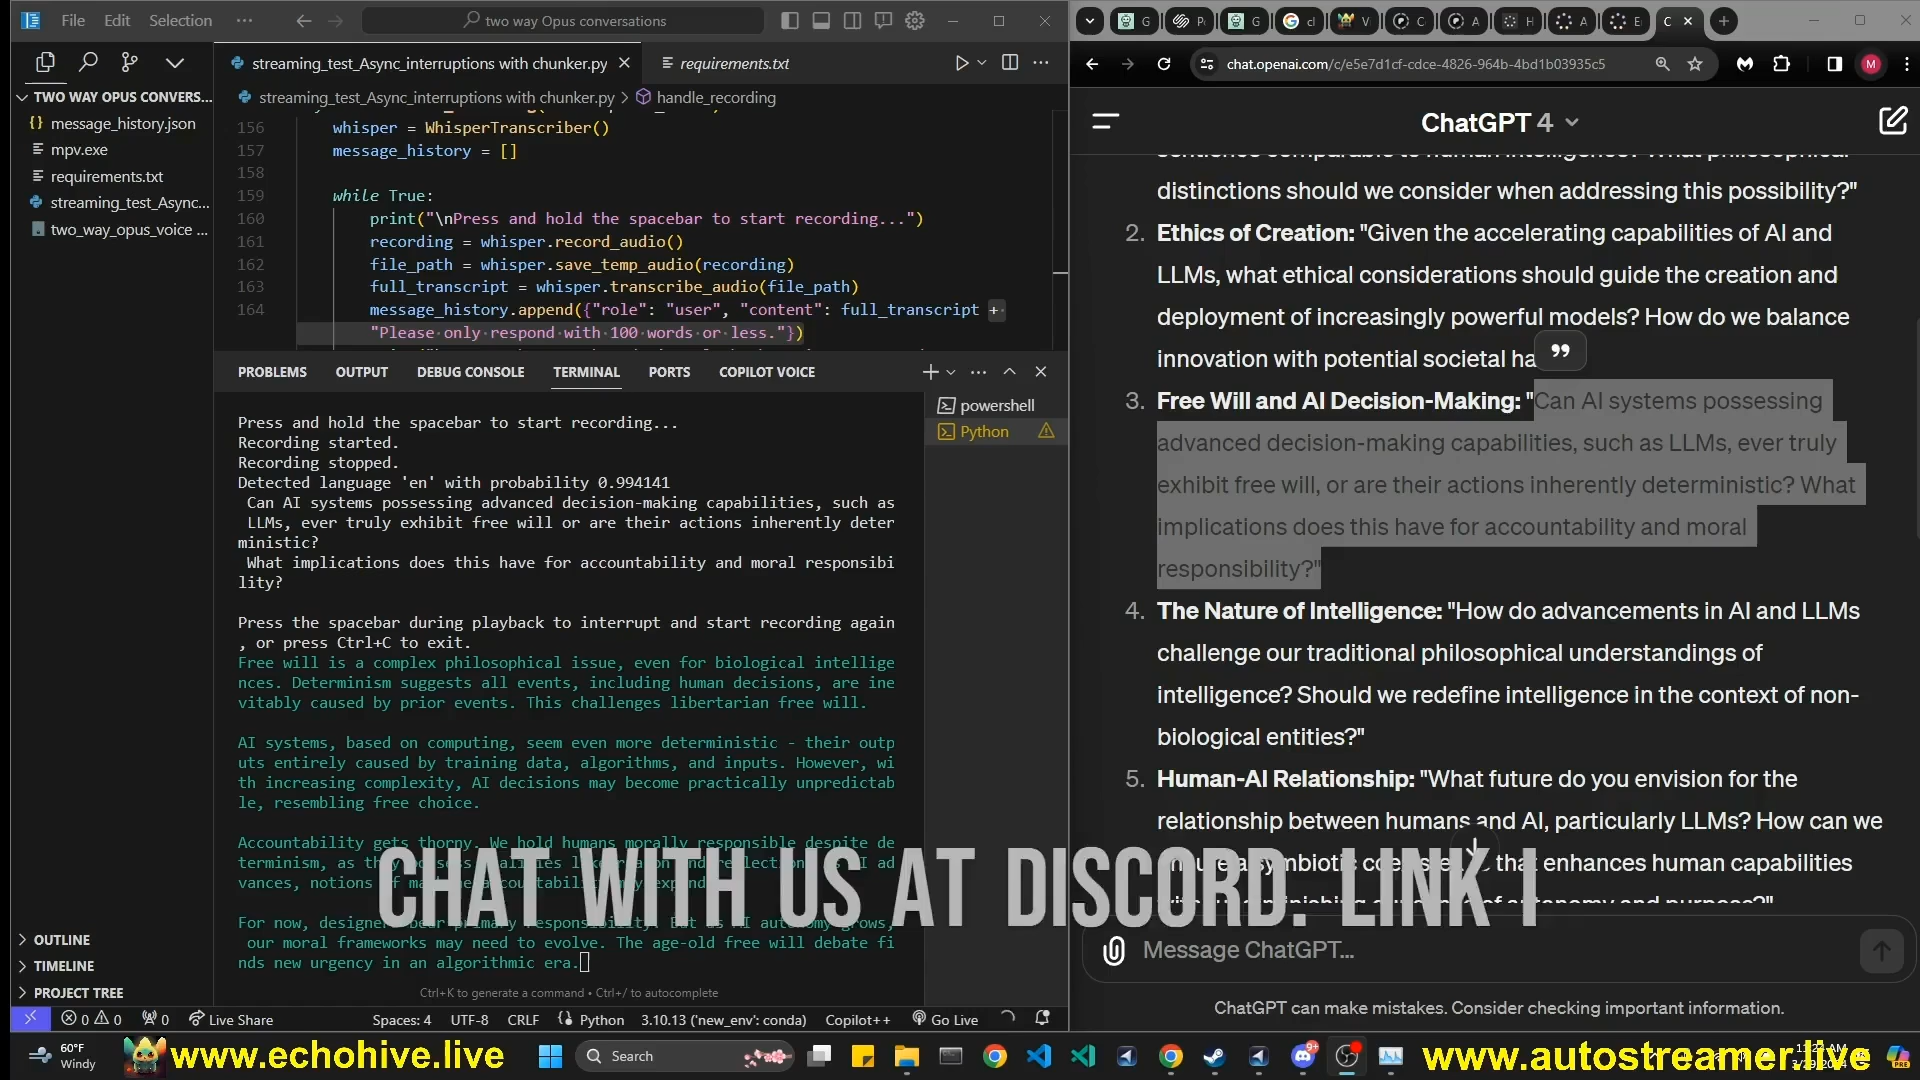 File Edit Selection ··· two way Opus conversations
streaming_test_Async_interruptions with chunker.py requirements.txt
TWO WAY OPUS CONVERS...
message_history.json
mpv.exe
requirements.txt
streaming_test_Async...
two_way_opus_voice ...
OUTLINE
TIMELINE
PROJECT TREE
streaming_test_Async_interruptions with chunker.py > handle_recording
156 whisper = WhisperTranscriber()
157 message_history = []
158
159 while True:
160 print("\nPress and hold the spacebar to start recording...")
161 recording = whisper.record_audio()
162 file_path = whisper.save_temp_audio(recording)
163 full_transcript = whisper.transcribe_audio(file_path)
164 message_history.append({"role": "user", "content": full_transcript +
"Please only respond with 100 words or less."})
PROBLEMS OUTPUT DEBUG CONSOLE TERMINAL PORTS COPILOT VOICE
powershell
Python
Press and hold the spacebar to start recording...
Recording started.
Recording stopped.
Detected language 'en' with probability 0.994141
Can AI systems possessing advanced decision-making capabilities, such as
LLMs, ever truly exhibit free will or are their actions inherently deter
ministic?
What implications does this have for accountability and moral responsibi
lity?
Press the spacebar during playback to interrupt and start recording again
, or press Ctrl+C to exit.
Free will is a complex philosophical issue, even for biological intellige
nces. Determinism suggests all events, including human decisions, are ine
vitably caused by prior events. This challenges libertarian free will.
AI systems, based on computing, seem even more deterministic - their outp
uts entirely caused by training data, algorithms, and inputs. However, wi
th increasing complexity, AI decisions may become practically unpredictab
le, resembling free choice.
Accountability gets thorny. We hold humans morally responsible despite de
terminism, as
vances, notions
For now,
our moral frameworks may need to evolve. The age-old free will debate fi
nds new urgency in an algorithmic era.
Ctrl+K to generate a command • Ctrl+/ to autocomplete
CHAT WITH US AT DISCORD. LINK I
0 0 0 Live Share Spaces: 4 UTF-8 CRLF Python 3.10.13 ('new_env': conda) Copilot++ Go Live
G P G cl V C A H A E C
chat.openai.com/c/e5e7d1cf-cdce-4826-964b-4bd1b03935c5
M
ChatGPT 4
distinctions should we consider when addressing this possibility?"
2. Ethics of Creation: "Given the accelerating capabilities of AI and
LLMs, what ethical considerations should guide the creation and
deployment of increasingly powerful models? How do we balance
innovation with potential societal
3. Free Will and AI Decision-Making: "Can AI systems possessing
advanced decision-making capabilities, such as LLMs, ever truly
exhibit free will, or are their actions inherently deterministic? What
implications does this have for accountability and moral
responsibility?"
4. The Nature of Intelligence: "How do advancements in AI and LLMs
challenge our traditional philosophical understandings of
intelligence? Should we redefine intelligence in the context of non-
biological entities?"
5. Human-AI Relationship: "What future do you envision for the
relationship between humans and AI, particularly LLMs? How can we
that enhances human capabilities
Message ChatGPT...
ChatGPT can make mistakes. Consider checking important information.
60°F
Windy
www.echohive.live
Search
9+
www.autostreamer.live
PRE